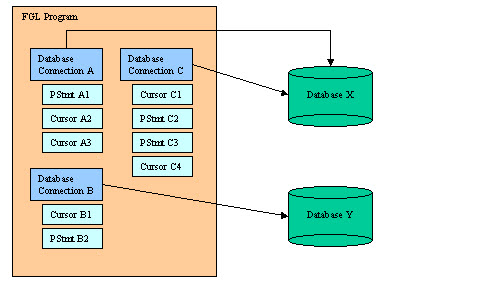 FGL Program
Database
Connection A
PStmt A1
Cursor A2
Cursor A3
Database
Connection C
Cursor C1
PStmt C2
PStmt C3
Cursor C4
Database
Connection B
Cursor B1
PStmt B2
Database X
Database Y